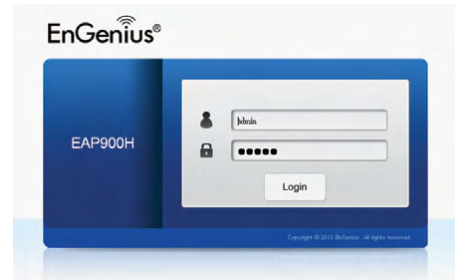 EnGenius®
EAP900H
admin
●●●●●
Login
Copyright © 2012 EnGenius. All rights reserved